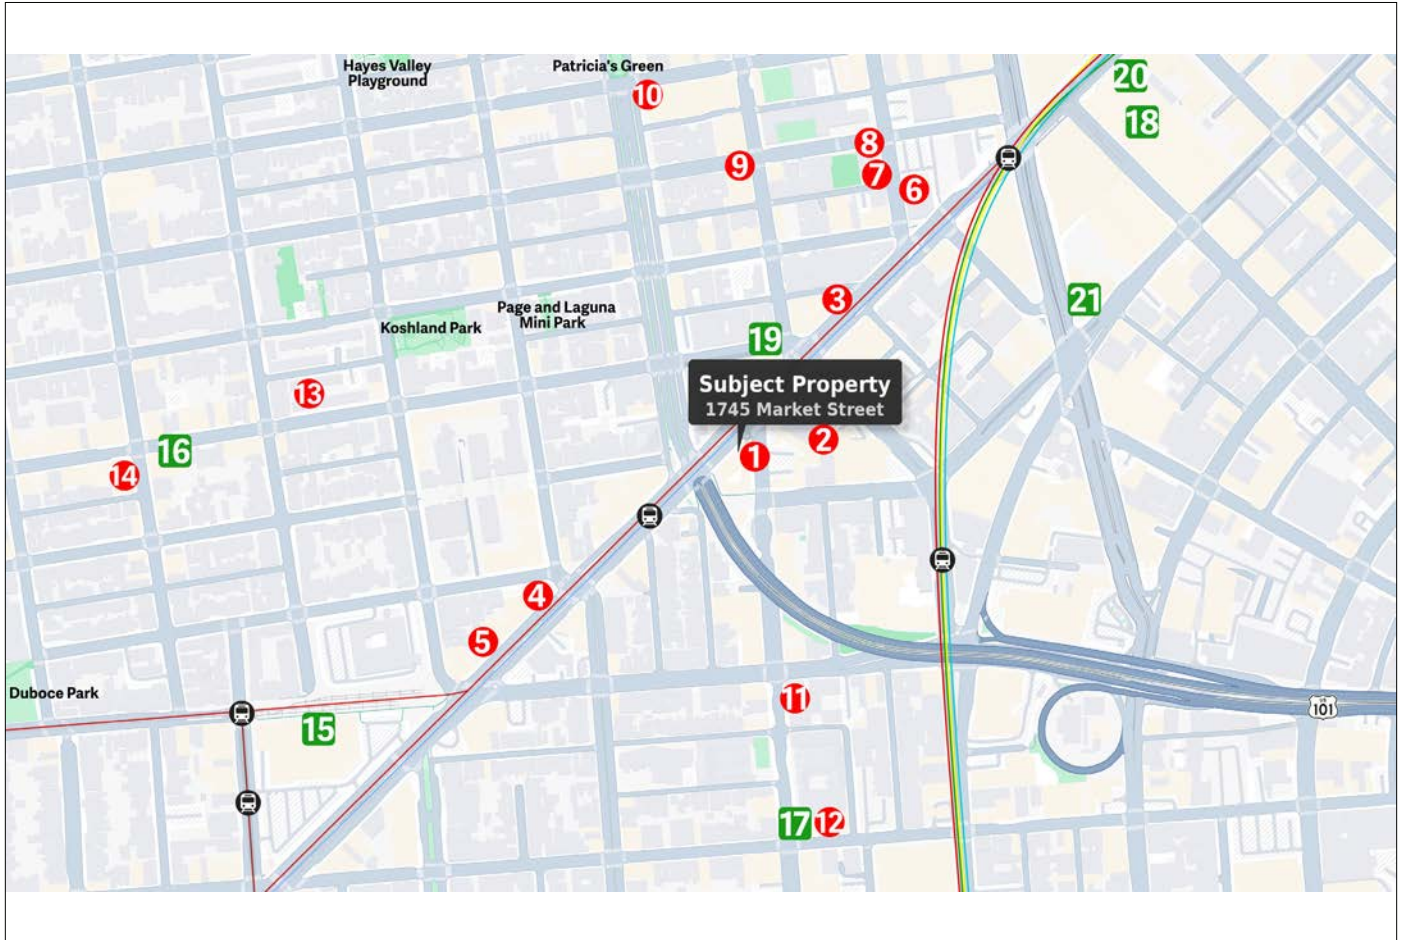 Hayes Valley
Playground
Patricia's Green
10
20
18
8
9
7
6
3
21
Page and Laguna
Mini Park
Koshland Park
19
Subject Property
1745 Market Street
13
16
14
2
1
4
5
Duboce Park
15
11
US
101
17
12